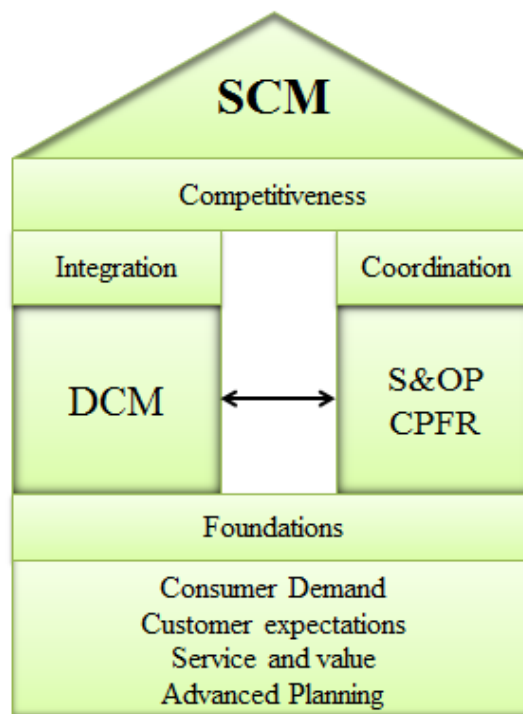 SCM
Competitiveness
Integration
Coordination
DCM
S&OP
CPFR
Foundations
Consumer Demand
Customer expectations
Service and value
Advanced Planning